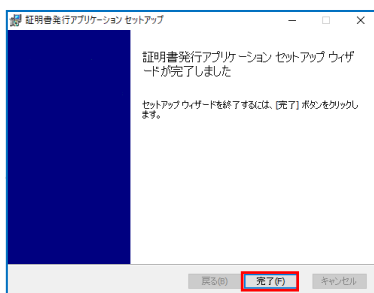 証明書発行アプリケーション セットアップ
証明書発行アプリケーション セットアップ ウィザ
ードが完了しました
セットアップ ウィザードを終了するには、[完了] ボタンをクリックし
ます。
戻る(B) 完了(F) キャンセル